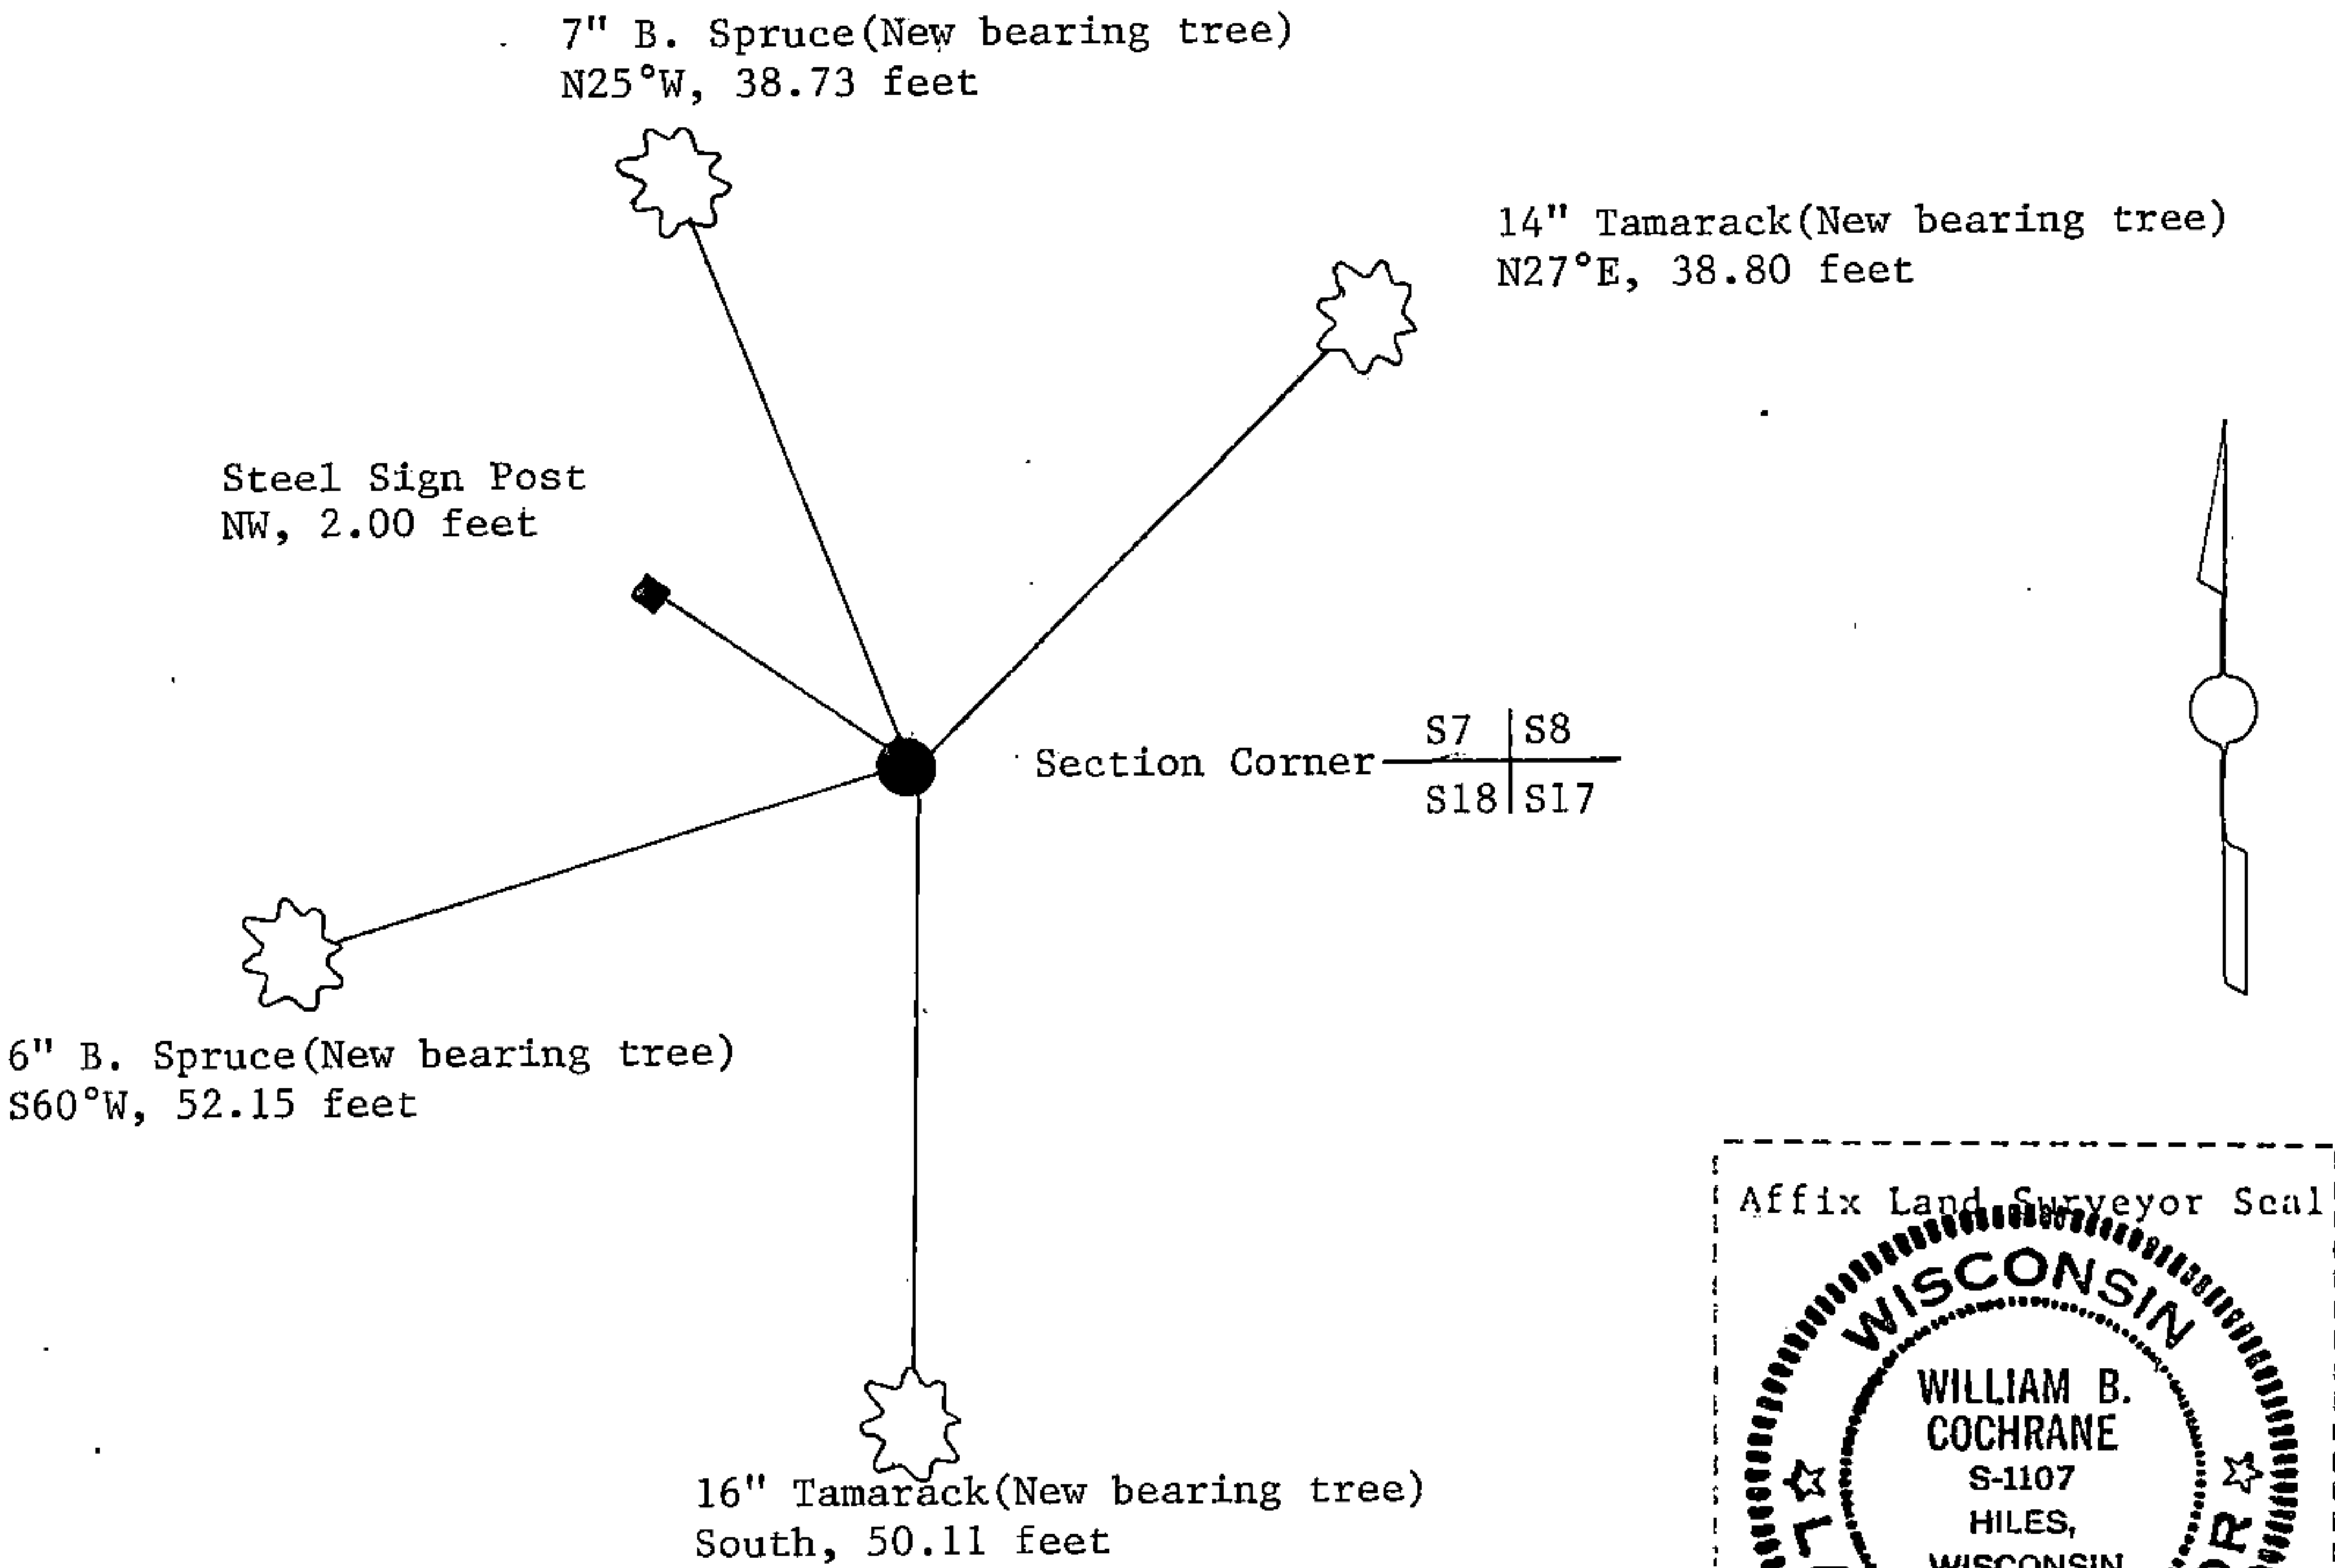 7" B. Spruce(New bearing tree)
N25°W, 38.73 feet
14" Tamarack(New bearing tree)
N27°E, 38.80 feet
Steel Sign Post
NW, 2.00 feet
Section Corner
S7 S8
S18 S17
6" B. Spruce(New bearing tree)
S60°W, 52.15 feet
16" Tamarack(New bearing tree)
South, 50.11 feet
Affix Land Surveyor Seal
WISCONSIN
WILLIAM B.
COCHRANE
S-1107
HILES,
WISCONSIN